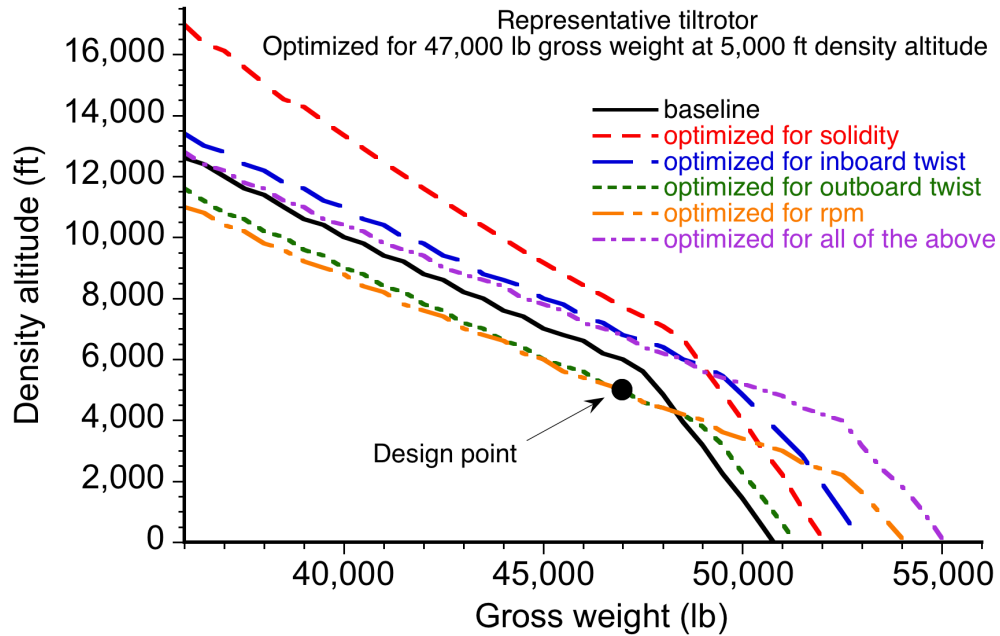 Representative tiltrotor
Optimized for 47,000 lb gross weight at 5,000 ft density altitude
baseline
optimized for solidity
optimized for inboard twist
optimized for outboard twist
optimized for rpm
optimized for all of the above
Density altitude (ft)
16,000
14,000
12,000
10,000
8,000
6,000
4,000
2,000
0
Design point
40,000 45,000 50,000 55,000
Gross weight (lb)